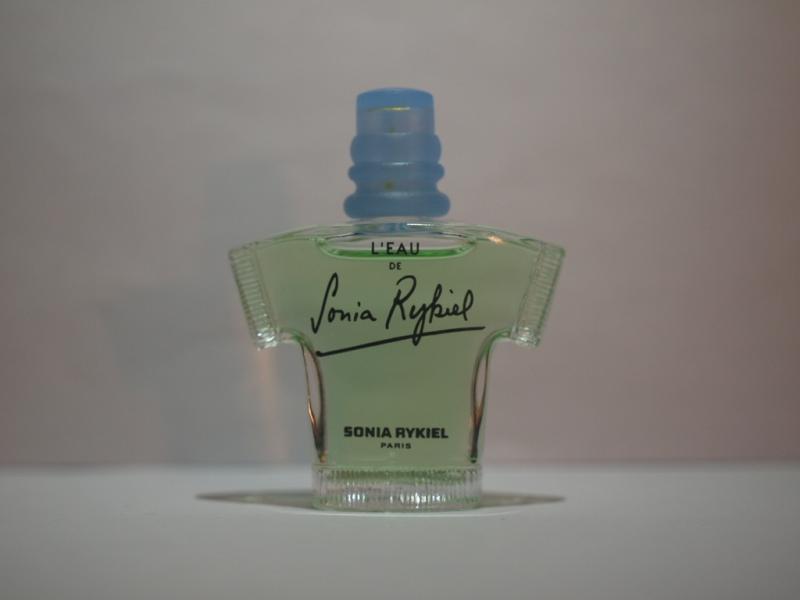 L'EAU
DE
Sonia Rykiel
SONIA RYKIEL
PARIS